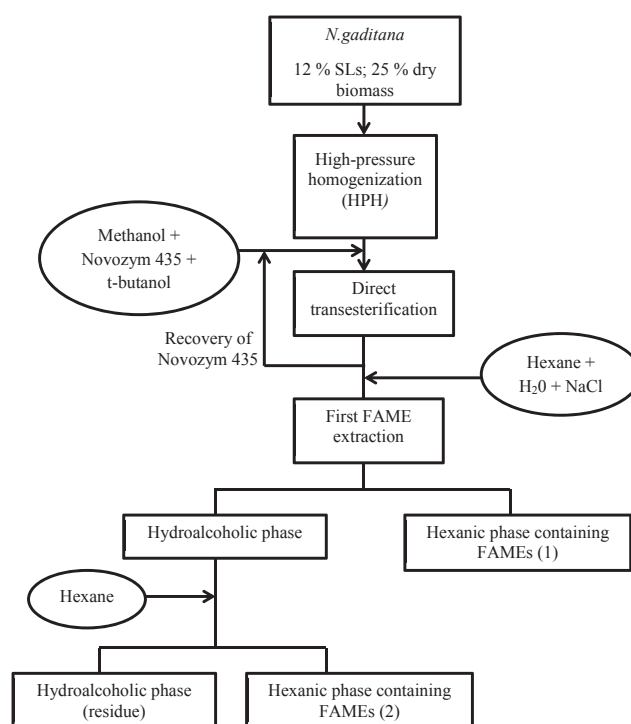 N.gaditana
12 % SLs; 25 % dry
biomass
High-pressure
homogenization
(HPH)
Methanol +
Novozym 435 +
t-butanol
Direct
transesterification
Recovery of
Novozym 435
Hexane +
H₂0 + NaCl
First FAME
extraction
Hydroalcoholic phase
Hexanic phase containing
FAMEs (1)
Hexane
Hydroalcoholic phase
(residue)
Hexanic phase containing
FAMEs (2)